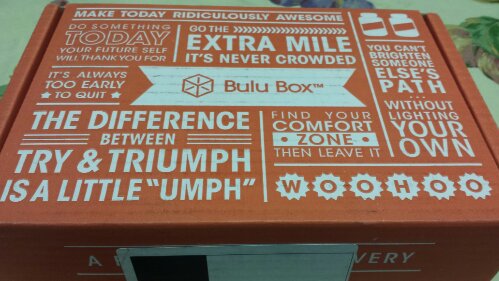 MAKE TODAY RIDICULOUSLY AWESOME
DO SOMETHING
TODAY
YOUR FUTURE SELF
WILL THANK YOU FOR
GO THE
EXTRA MILE
IT'S NEVER CROWDED
YOU CAN'T
BRIGHTEN
SOMEONE
ELSE'S
PATH
...
WITHOUT
LIGHTING
YOUR
OWN
IT'S ALWAYS
TOO EARLY
TO QUIT
Bulu Box™
THE DIFFERENCE
BETWEEN
TRY & TRIUMPH
IS A LITTLE "UMPH"
FIND YOUR
COMFORT
ZONE
THEN LEAVE IT
WOOHOO
A
VERY